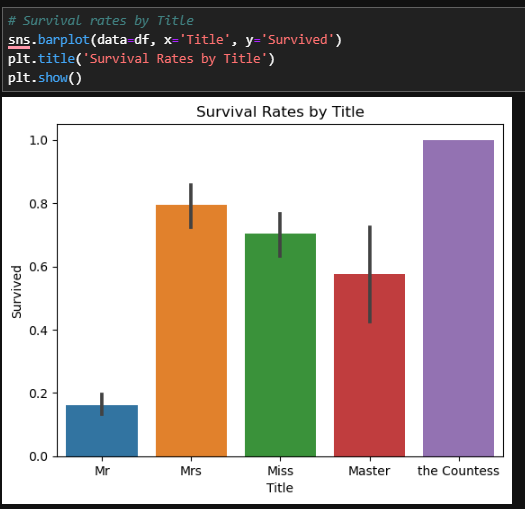 # Survival rates by Title
sns.barplot(data=df, x='Title', y='Survived')
plt.title('Survival Rates by Title')
plt.show()
Survival Rates by Title
1.0
0.8
0.6
0.4
0.2
0.0
Survived
Mr Mrs Miss Master the Countess
Title